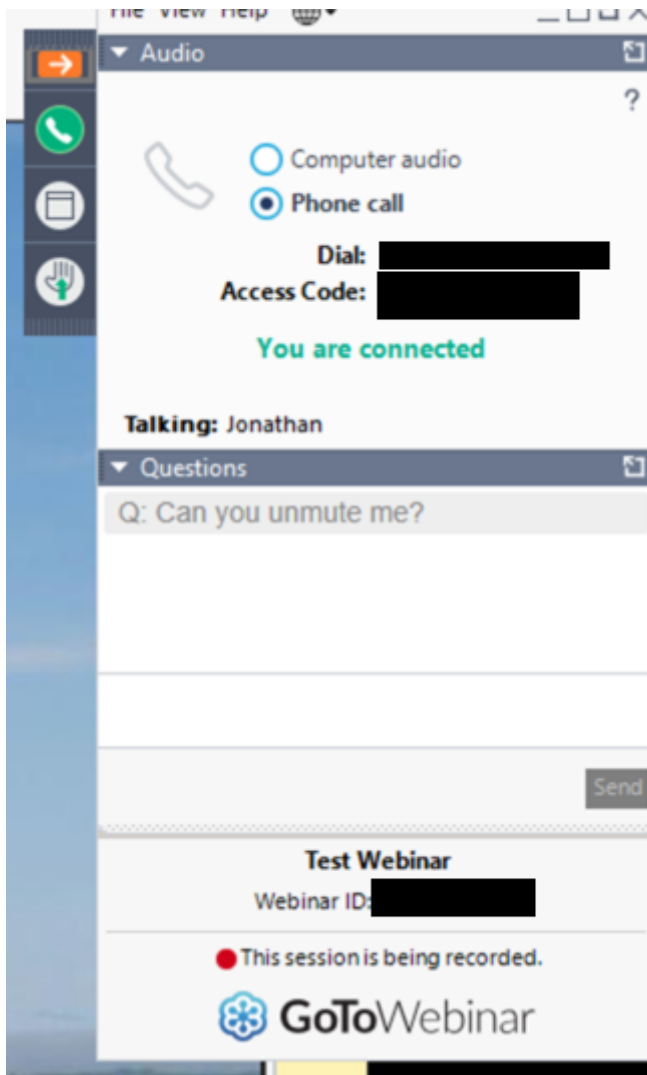 File View Help
Audio
?
Computer audio
Phone call
Dial:
Access Code:
You are connected
Talking: Jonathan
Questions
Q: Can you unmute me?
Send
Test Webinar
Webinar ID:
This session is being recorded.
GoToWebinar